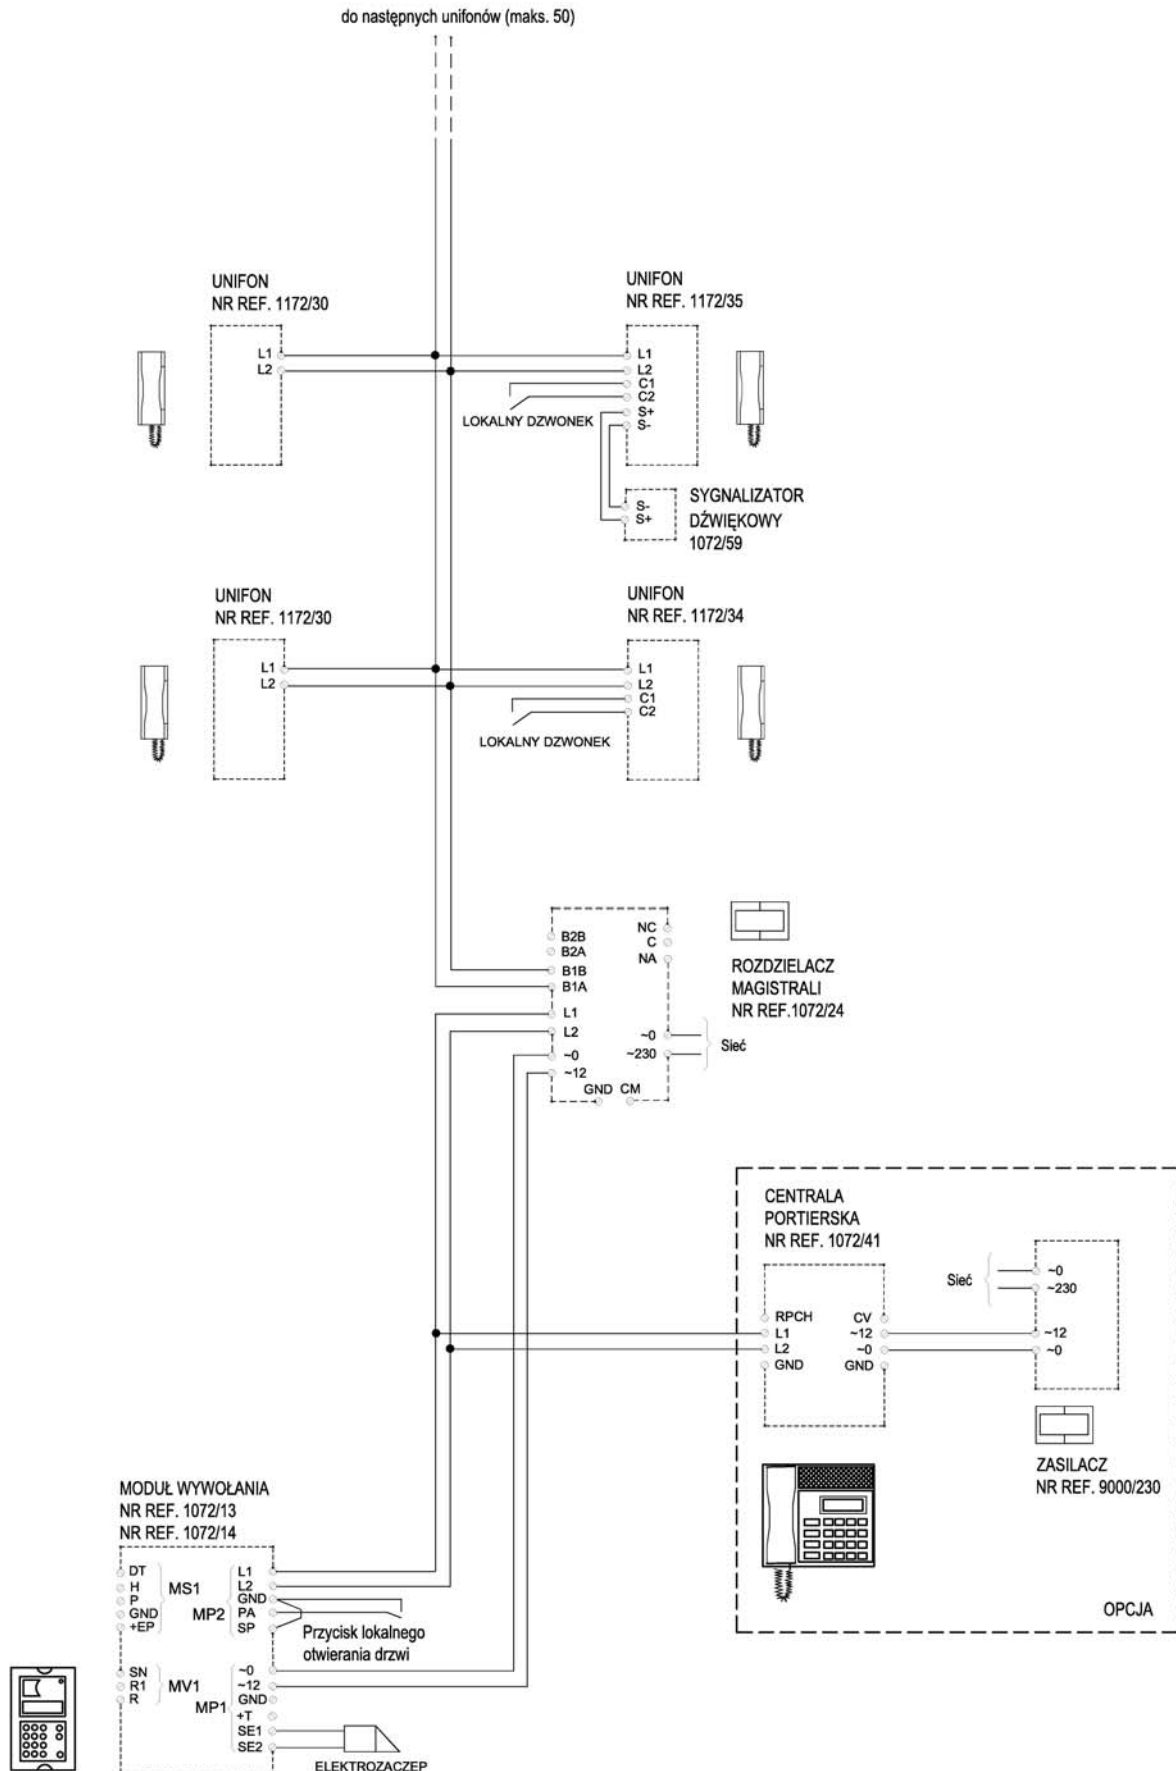 do następnych unifonów (maks. 50)
UNIFON
NR REF. 1172/30
L1
L2
UNIFON
NR REF. 1172/35
L1
L2
C1
C2
S+
S-
LOKALNY DZWONEK
S-
S+
SYGNALIZATOR
DŹWIĘKOWY
1072/59
UNIFON
NR REF. 1172/30
L1
L2
UNIFON
NR REF. 1172/34
L1
L2
C1
C2
LOKALNY DZWONEK
B2B
B2A
B1B
B1A
L1
L2
~0
~12
NC
C
NA
~0
~230
GND CM
Sieć
ROZDZIELACZ
MAGISTRALI
NR REF.1072/24
CENTRALA
PORTIERSKA
NR REF. 1072/41
RPCH
L1
L2
GND
CV
~12
~0
GND
Sieć
~0
~230
~12
~0
ZASILACZ
NR REF. 9000/230
OPCJA
MODUŁ WYWOŁANIA
NR REF. 1072/13
NR REF. 1072/14
DT
H
P
GND
+EP
MS1
MP2
L1
L2
GND
PA
SP
Przycisk lokalnego
otwierania drzwi
SN
R1
R
MV1
MP1
~0
~12
GND
+T
SE1
SE2
ELEKTROZACZEP